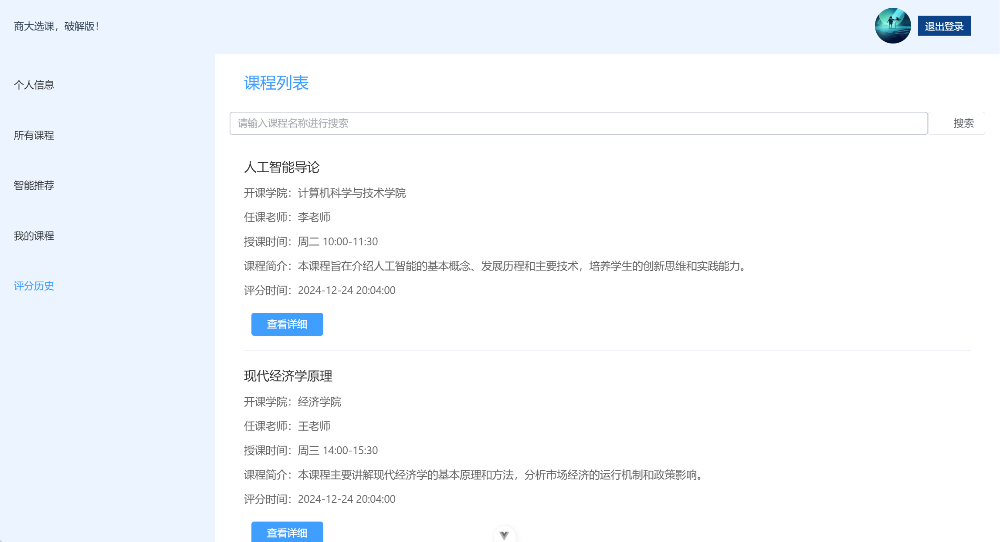 商大选课，破解版！
退出登录
个人信息
所有课程
智能推荐
我的课程
评分历史
课程列表
请输入课程名称进行搜索
搜索
人工智能导论
开课学院：计算机科学与技术学院
任课老师：李老师
授课时间：周二 10:00-11:30
课程简介：本课程旨在介绍人工智能的基本概念、发展历程和主要技术，培养学生的创新思维和实践能力。
评分时间：2024-12-24 20:04:00
查看详细
现代经济学原理
开课学院：经济学院
任课老师：王老师
授课时间：周三 14:00-15:30
课程简介：本课程主要讲解现代经济学的基本原理和方法，分析市场经济的运行机制和政策影响。
评分时间：2024-12-24 20:04:00
查看详细